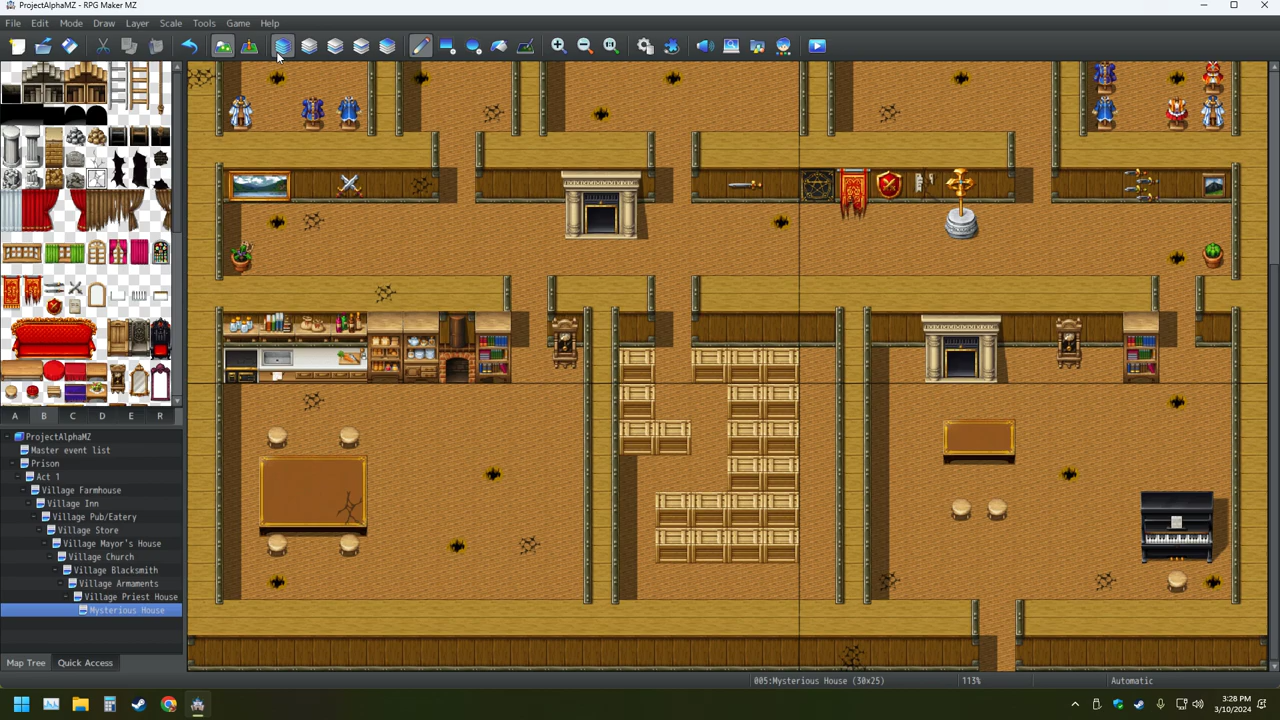 ProjectAlphaMZ - RPG Maker MZ
File Edit Mode Draw Layer Scale Tools Game Help
A B C D E R
ProjectAlphaMZ
Master event list
Prison
Act 1
Village Farmhouse
Village Inn
Village Pub/Eatery
Village Store
Village Mayor's House
Village Church
Village Blacksmith
Village Armaments
Village Priest House
Mysterious House
Map Tree Quick Access
005:Mysterious House (30x25) 113% Automatic
3:28 PM
3/10/2024